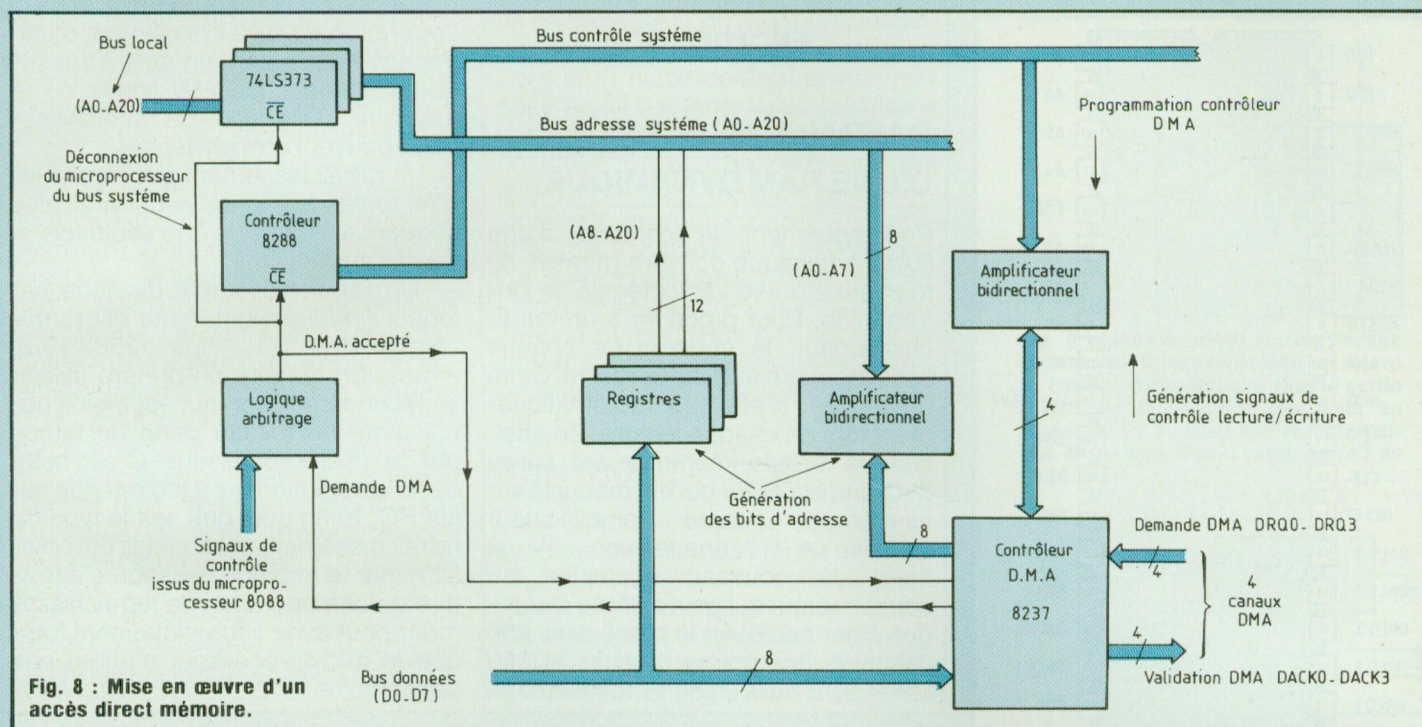 Bus local
(A0-A20)
74LS373
CE
Déconnexion
du microprocesseur
du bus systéme
Contrôleur
8288
CE
D.M.A. accepté
Logique
arbitrage
Demande DMA
Signaux de
contrôle
issus du micropro-
cesseur 8088
Bus contrôle systéme
Bus adresse systéme (A0-A20)
(A8-A20)
12
Registres
8
(A0-A7)
Amplificateur
bidirectionnel
Génération
des bits d'adresse
8
Bus données
(D0-D7)
8
Programmation contrôleur
DMA
Amplificateur
bidirectionnel
4
Génération signaux de
contrôle lecture/écriture
Contrôleur
D.M.A
8237
Demande DMA DRQ0-DRQ3
4
4
canaux
DMA
4
Validation DMA DACK0-DACK3
Fig. 8 : Mise en œuvre d'un
accès direct mémoire.